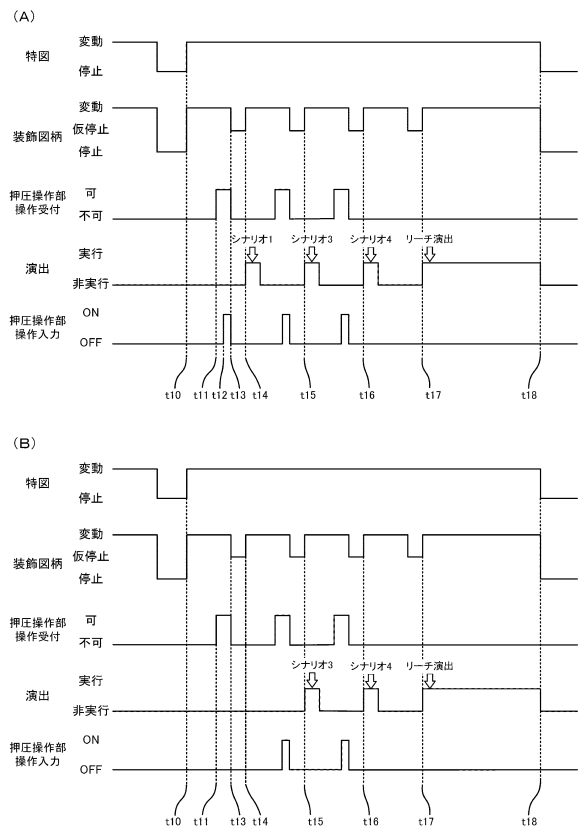 (A)
特図
変動
停止
装飾図柄
変動
仮停止
停止
押圧操作部
操作受付
可
不可
シナリオ1
シナリオ3
シナリオ4
リーチ演出
演出
実行
非実行
押圧操作部
操作入力
ON
OFF
t10
t11
t12
t13
t14
t15
t16
t17
t18
(B)
特図
変動
停止
装飾図柄
変動
仮停止
停止
押圧操作部
操作受付
可
不可
シナリオ3
シナリオ4
リーチ演出
演出
実行
非実行
押圧操作部
操作入力
ON
OFF
t10
t11
t13
t14
t15
t16
t17
t18